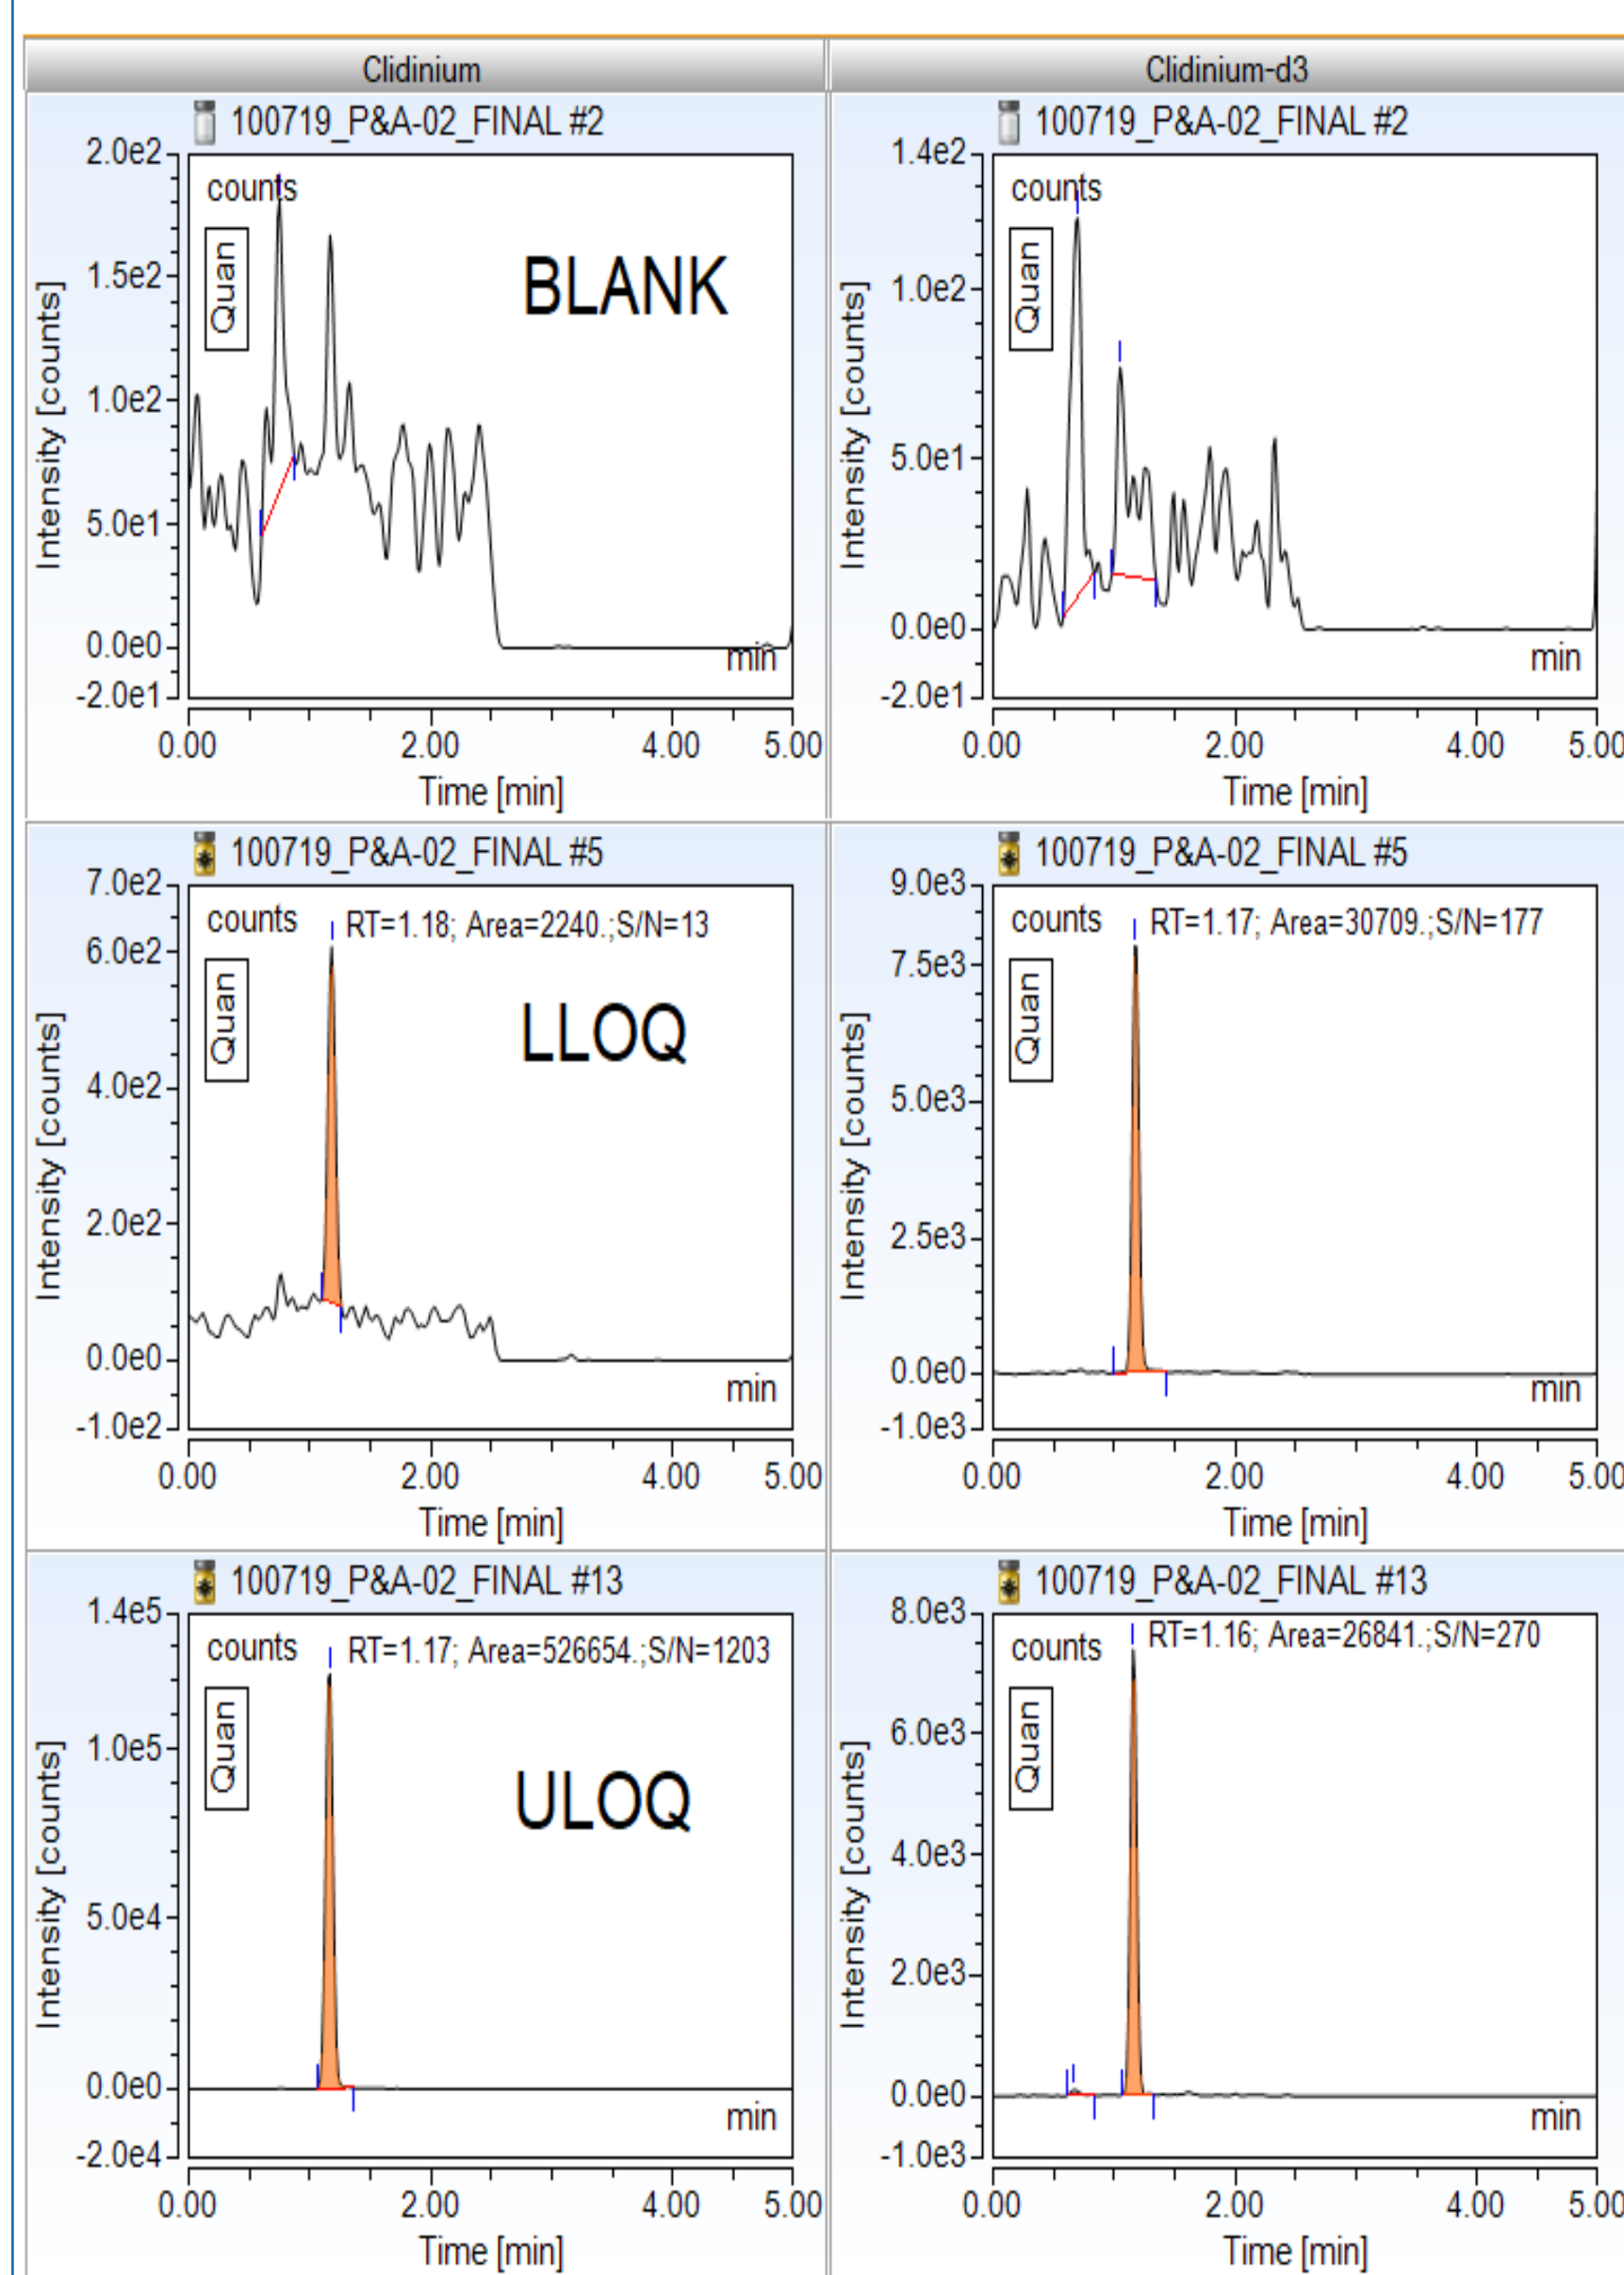 Clidinium
Clidinium-d3
100719_P&A-02_FINAL #2
2.0e2
counts
Quan
BLANK
1.5e2
1.0e2
5.0e1
0.0e0
-2.0e1
min
Intensity [counts]
0.00 2.00 4.00 5.00
Time [min]
100719_P&A-02_FINAL #2
1.4e2
counts
Quan
1.0e2
5.0e1
0.0e0
-2.0e1
min
Intensity [counts]
0.00 2.00 4.00 5.00
Time [min]
100719_P&A-02_FINAL #5
7.0e2
counts
RT=1.18; Area=2240.;S/N=13
Quan
LLOQ
6.0e2
4.0e2
2.0e2
0.0e0
-1.0e2
min
Intensity [counts]
0.00 2.00 4.00 5.00
Time [min]
100719_P&A-02_FINAL #5
9.0e3
counts
RT=1.17; Area=30709.;S/N=177
Quan
7.5e3
5.0e3
2.5e3
0.0e0
-1.0e3
min
Intensity [counts]
0.00 2.00 4.00 5.00
Time [min]
100719_P&A-02_FINAL #13
1.4e5
counts
RT=1.17; Area=526654.;S/N=1203
Quan
ULOQ
1.0e5
5.0e4
0.0e0
-2.0e4
min
Intensity [counts]
0.00 2.00 4.00 5.00
Time [min]
100719_P&A-02_FINAL #13
8.0e3
counts
RT=1.16; Area=26841.;S/N=270
Quan
6.0e3
4.0e3
2.0e3
0.0e0
-1.0e3
min
Intensity [counts]
0.00 2.00 4.00 5.00
Time [min]